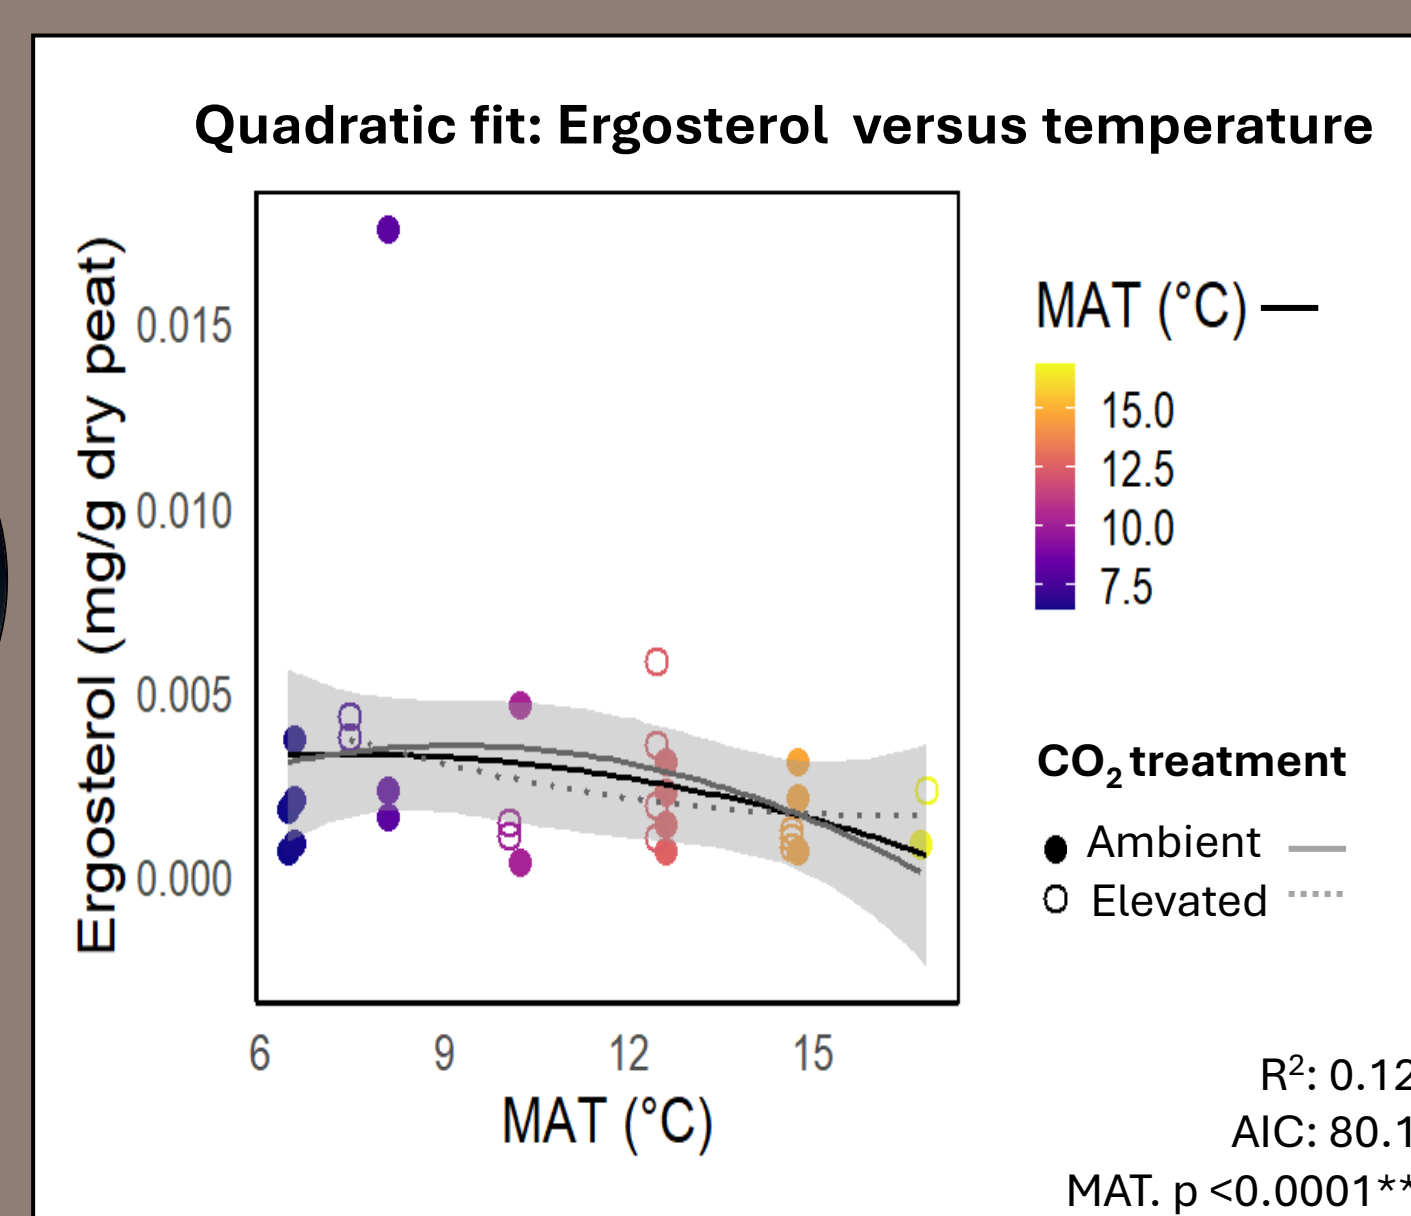 Quadratic fit: Ergosterol versus temperature
Ergosterol (mg/g dry peat)
0.015
0.010
0.005
0.000
6 9 12 15
MAT (°C)
MAT (°C)
15.0
12.5
10.0
7.5
CO₂ treatment
Ambient
Elevated
R²: 0.12
AIC: 80.1
MAT. p <0.0001**